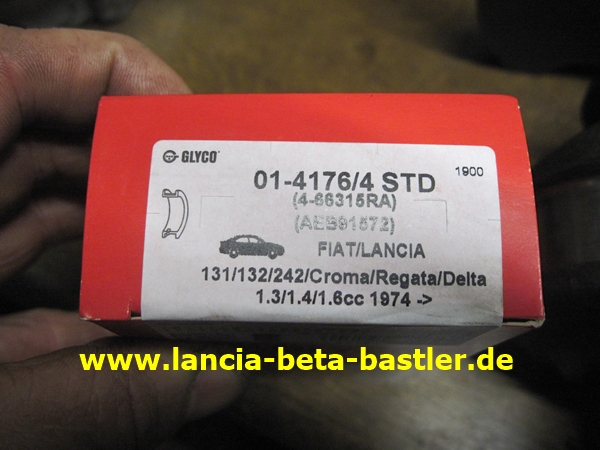 GLYCO
01-4176/4 STD
1900
(4-66315RA)
(AEB91572)
FIAT/LANCIA
131/132/242/Croma/Regata/Delta
1.3/1.4/1.6cc 1974 ->
www.lancia-beta-bastler.de